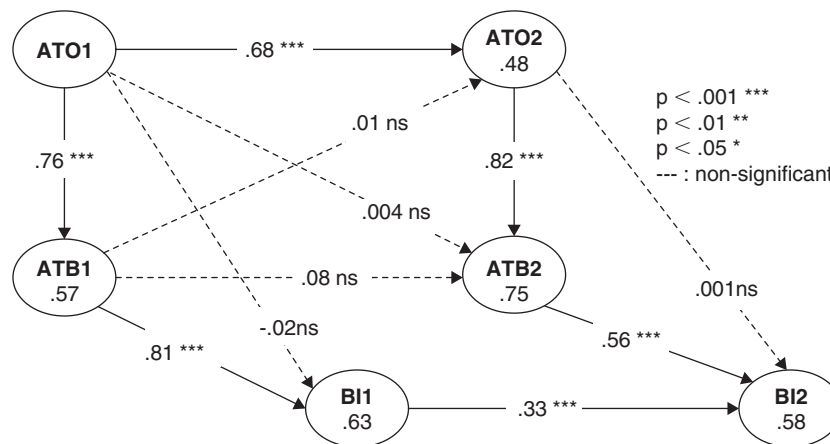 ATO1
.68 ***
ATO2
.48
p < .001 ***
p < .01 **
p < .05 *
--- : non-significant
.01 ns
.76 ***
.82 ***
.004 ns
ATB1
.57
.08 ns
ATB2
.75
.001ns
-.02ns
.81 ***
.56 ***
BI1
.63
.33 ***
BI2
.58